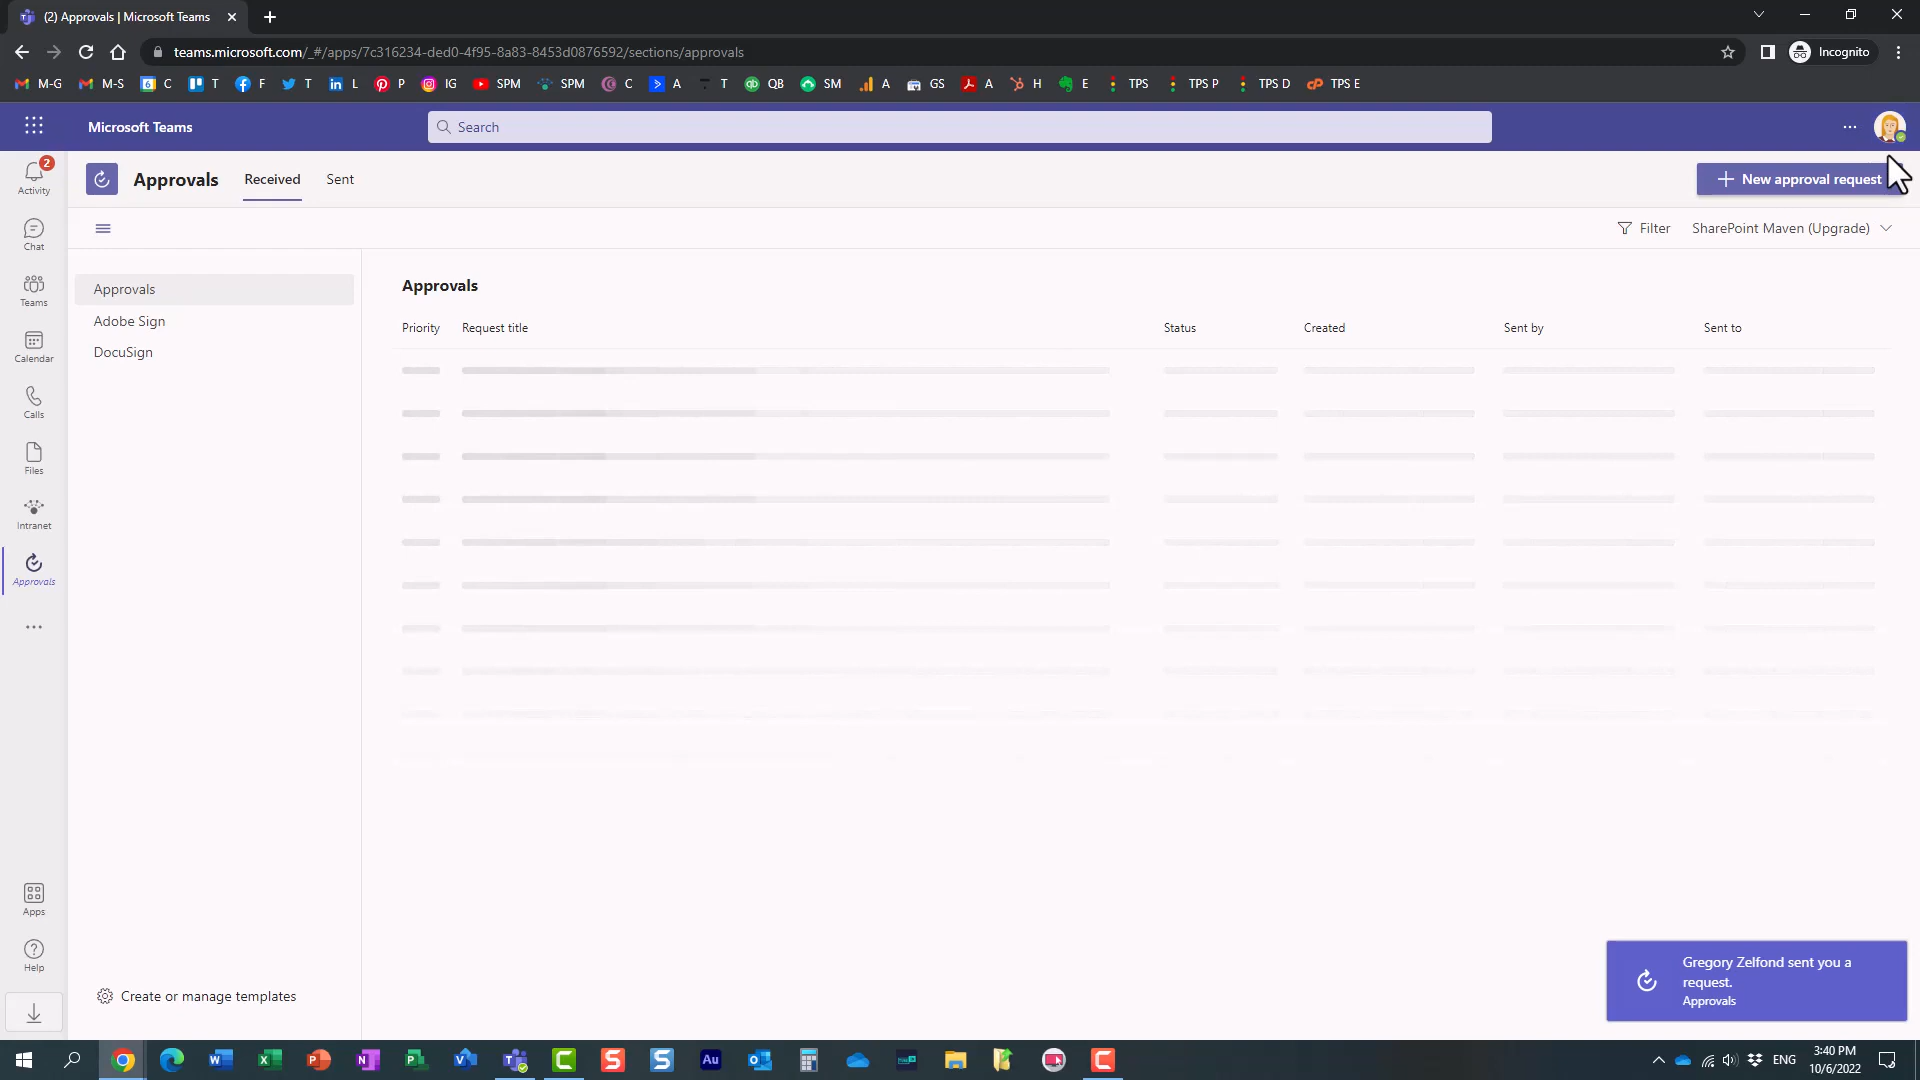 (2) Approvals | Microsoft Teams
teams.microsoft.com/_#/apps/7c316234-ded0-4f95-8a83-8453d0876592/sections/approvals
Incognito
M-G M-S C T F T L P IG SPM SPM C A T QB SM A GS A H E TPS TPS P TPS D TPS E
Microsoft Teams
Search
2
Activity
Chat
Teams
Calendar
Calls
Files
Intranet
Approvals
Apps
Help
Approvals Received Sent
New approval request
Filter SharePoint Maven (Upgrade)
Approvals
Adobe Sign
DocuSign
Create or manage templates
Approvals
Priority Request title Status Created Sent by Sent to
Gregory Zelfond sent you a
request.
Approvals
ENG
3:40 PM
10/6/2022